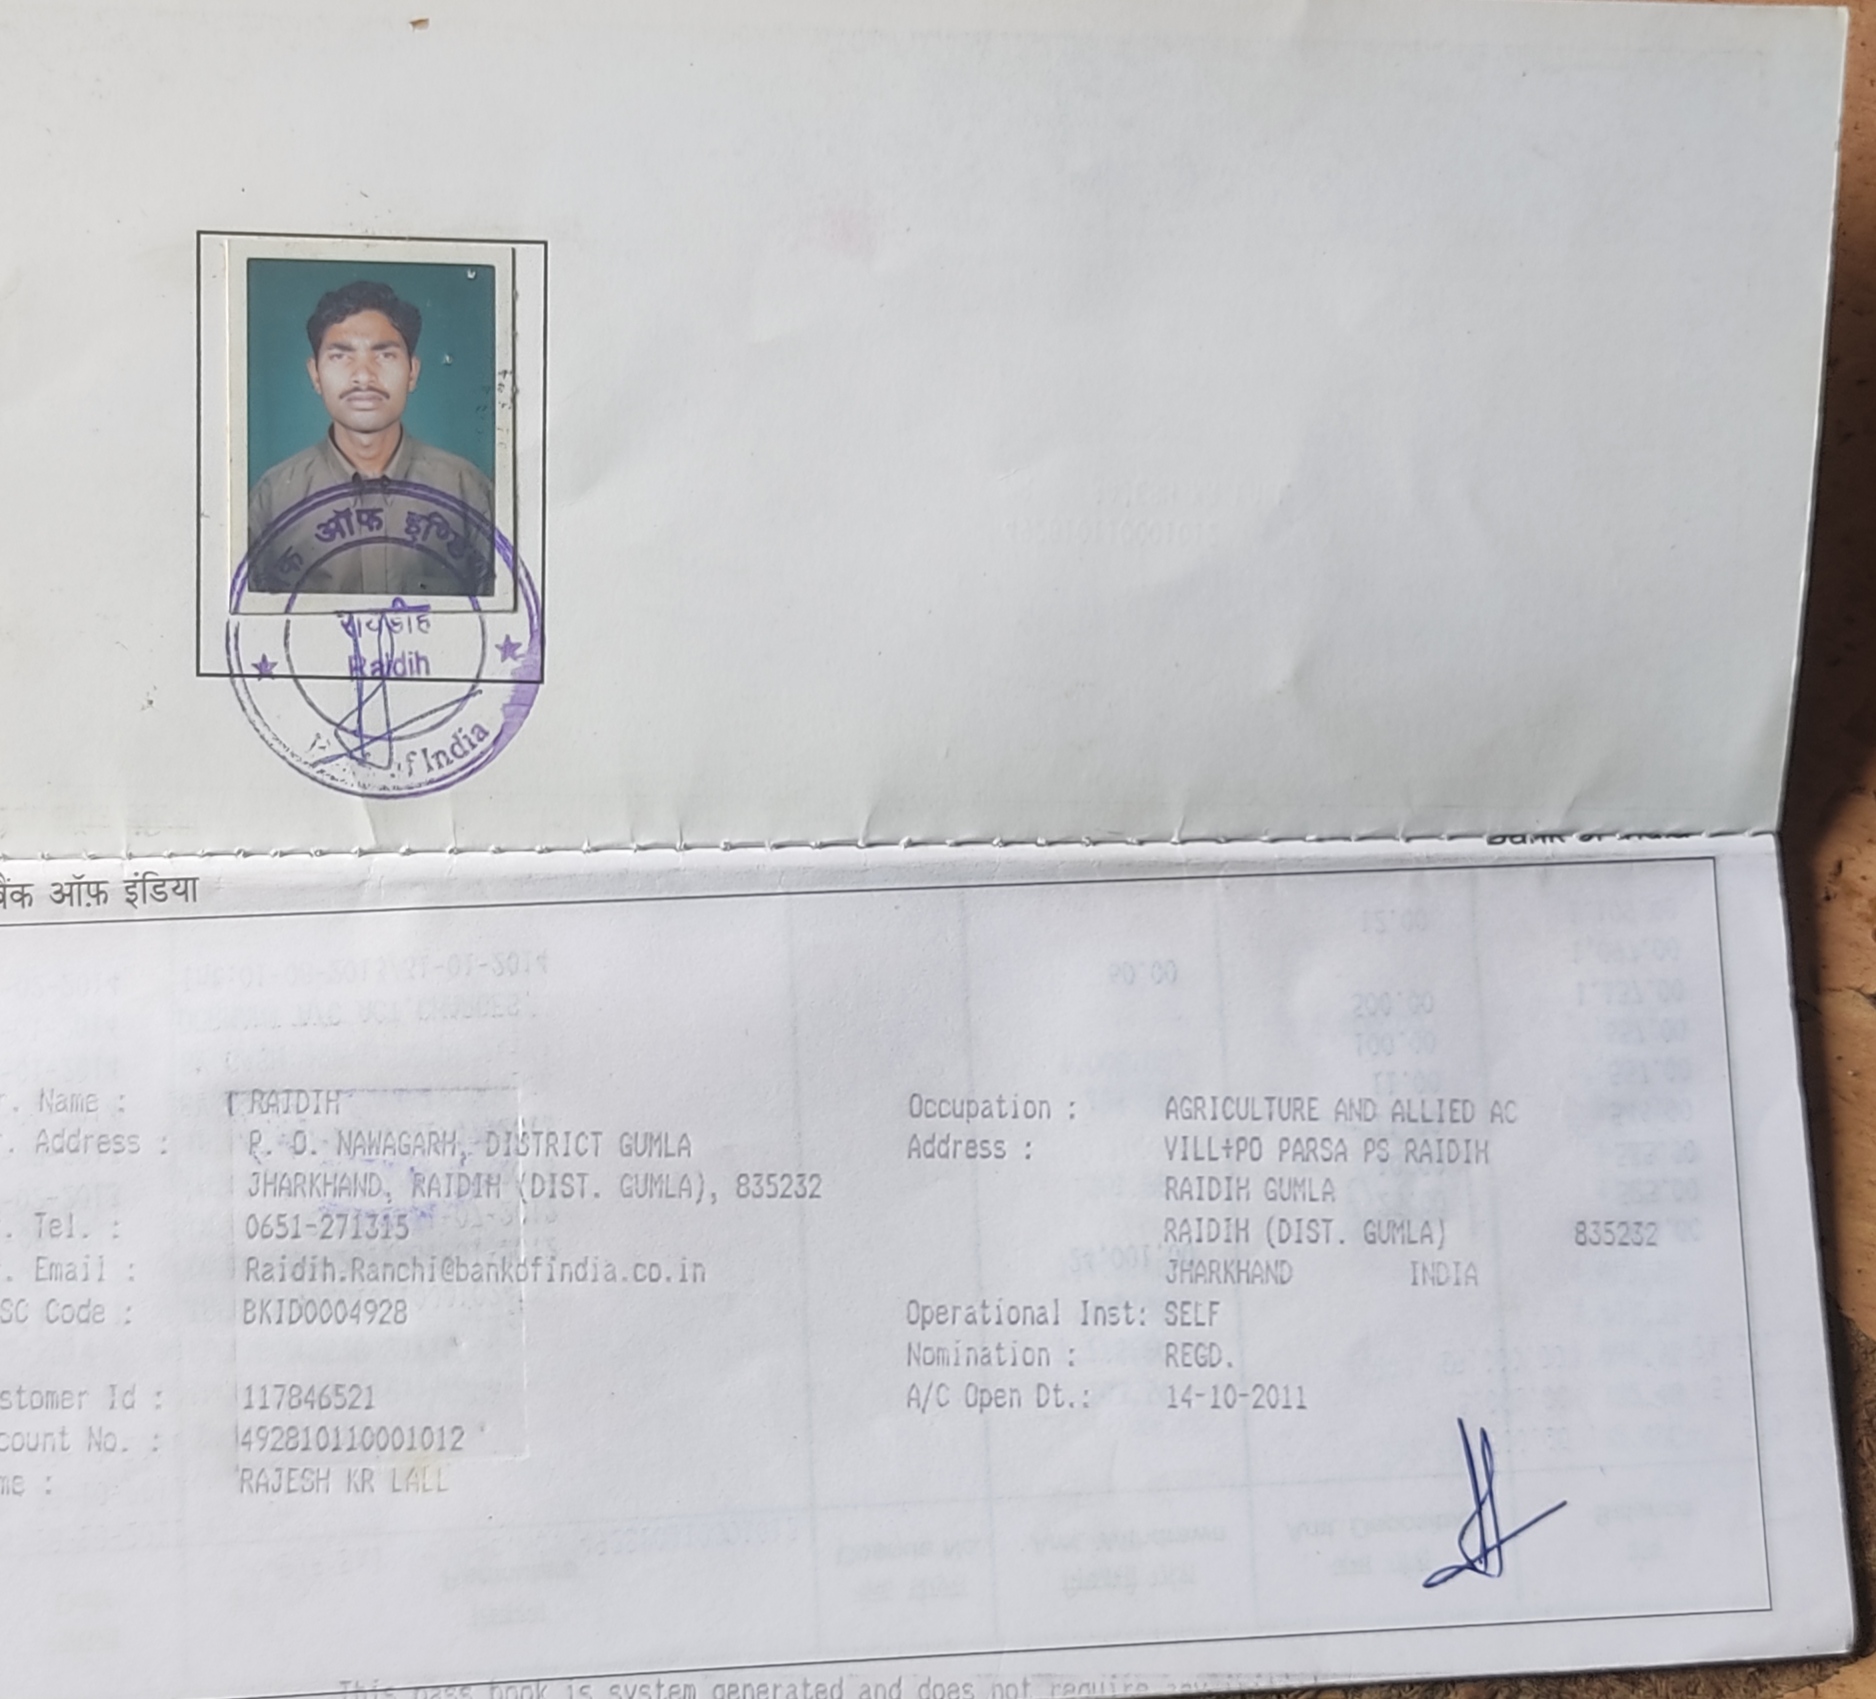 ऑफ इण्डिया
रायडीह
Raidih
of India
बैंक ऑफ़ इंडिया
Name : RAIDIH
Address : P. O. NAWAGARH, DISTRICT GUMLA
JHARKHAND, RAIDIH (DIST. GUMLA), 835232
Tel. : 0651-271315
Email : Raidih.Ranchi@bankofindia.co.in
SC Code : BKID0004928
stomer Id : 117846521
count No. : 492810110001012
me : RAJESH KR LALL
Occupation : AGRICULTURE AND ALLIED AC
Address : VILL+PO PARSA PS RAIDIH
RAIDIH GUMLA
RAIDIH (DIST. GUMLA) 835232
JHARKHAND INDIA
Operational Inst: SELF
Nomination : REGD.
A/C Open Dt.: 14-10-2011
This pass book is system generated and does not require any